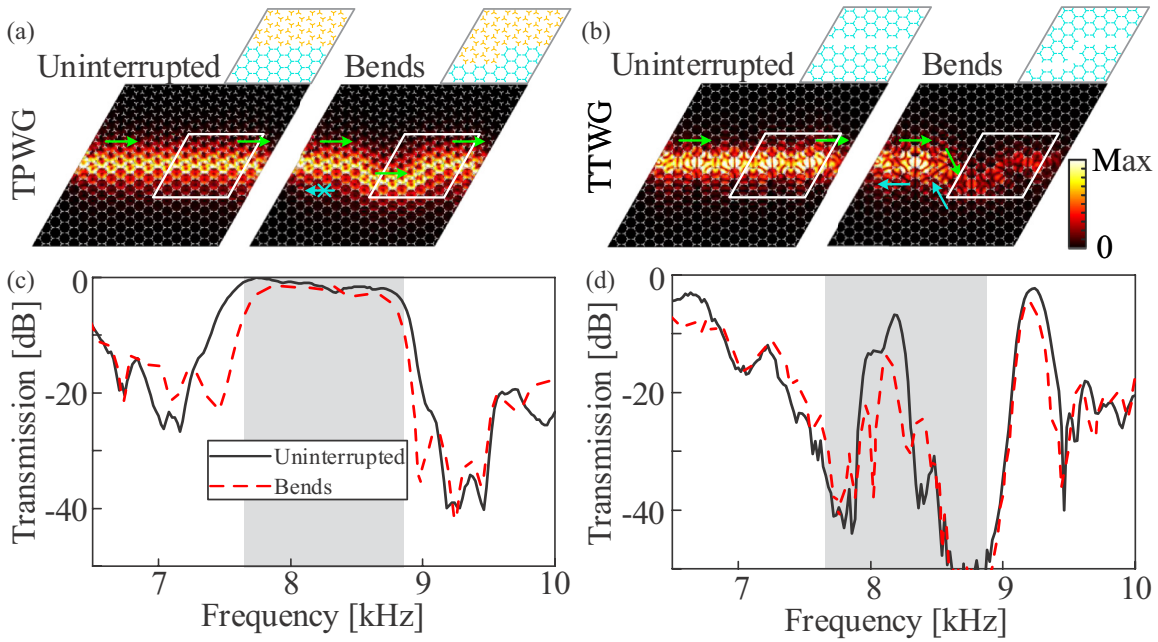 (a)
Uninterrupted Bends
TPWG
(b)
Uninterrupted Bends
TTWG
Max
0
(c)
0
-20
-40
Transmission [dB]
Uninterrupted
Bends
7 8 9 10
Frequency [kHz]
(d)
0
-20
-40
Transmission [dB]
7 8 9 10
Frequency [kHz]